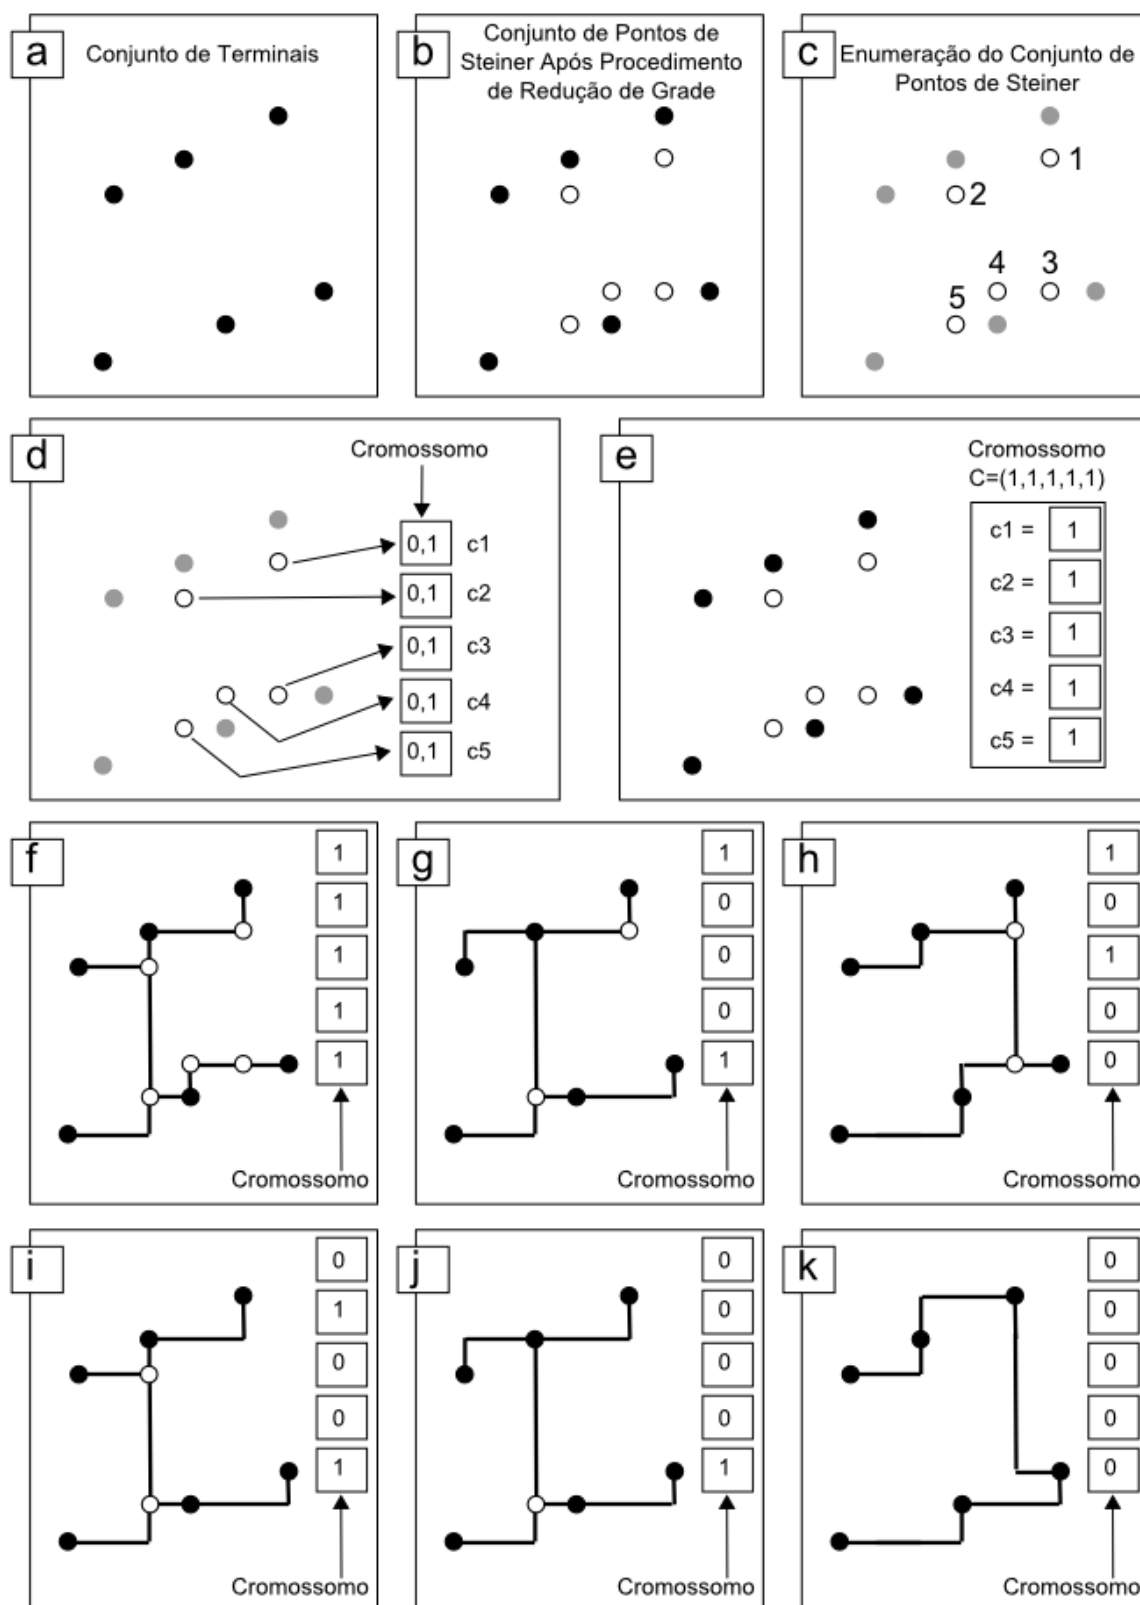 a
Conjunto de Terminais
b
Conjunto de Pontos de
Steiner Após Procedimento
de Redução de Grade
c
Enumeração do Conjunto de
Pontos de Steiner
1
2
4 3
5
d
Cromossomo
0,1 c1
0,1 c2
0,1 c3
0,1 c4
0,1 c5
e
Cromossomo
C=(1,1,1,1,1)
c1 = 1
c2 = 1
c3 = 1
c4 = 1
c5 = 1
f
1
1
1
1
1
Cromossomo
g
1
0
0
0
1
Cromossomo
h
1
0
1
0
0
Cromossomo
i
0
1
0
0
1
Cromossomo
j
0
0
0
0
1
Cromossomo
k
0
0
0
0
0
Cromossomo